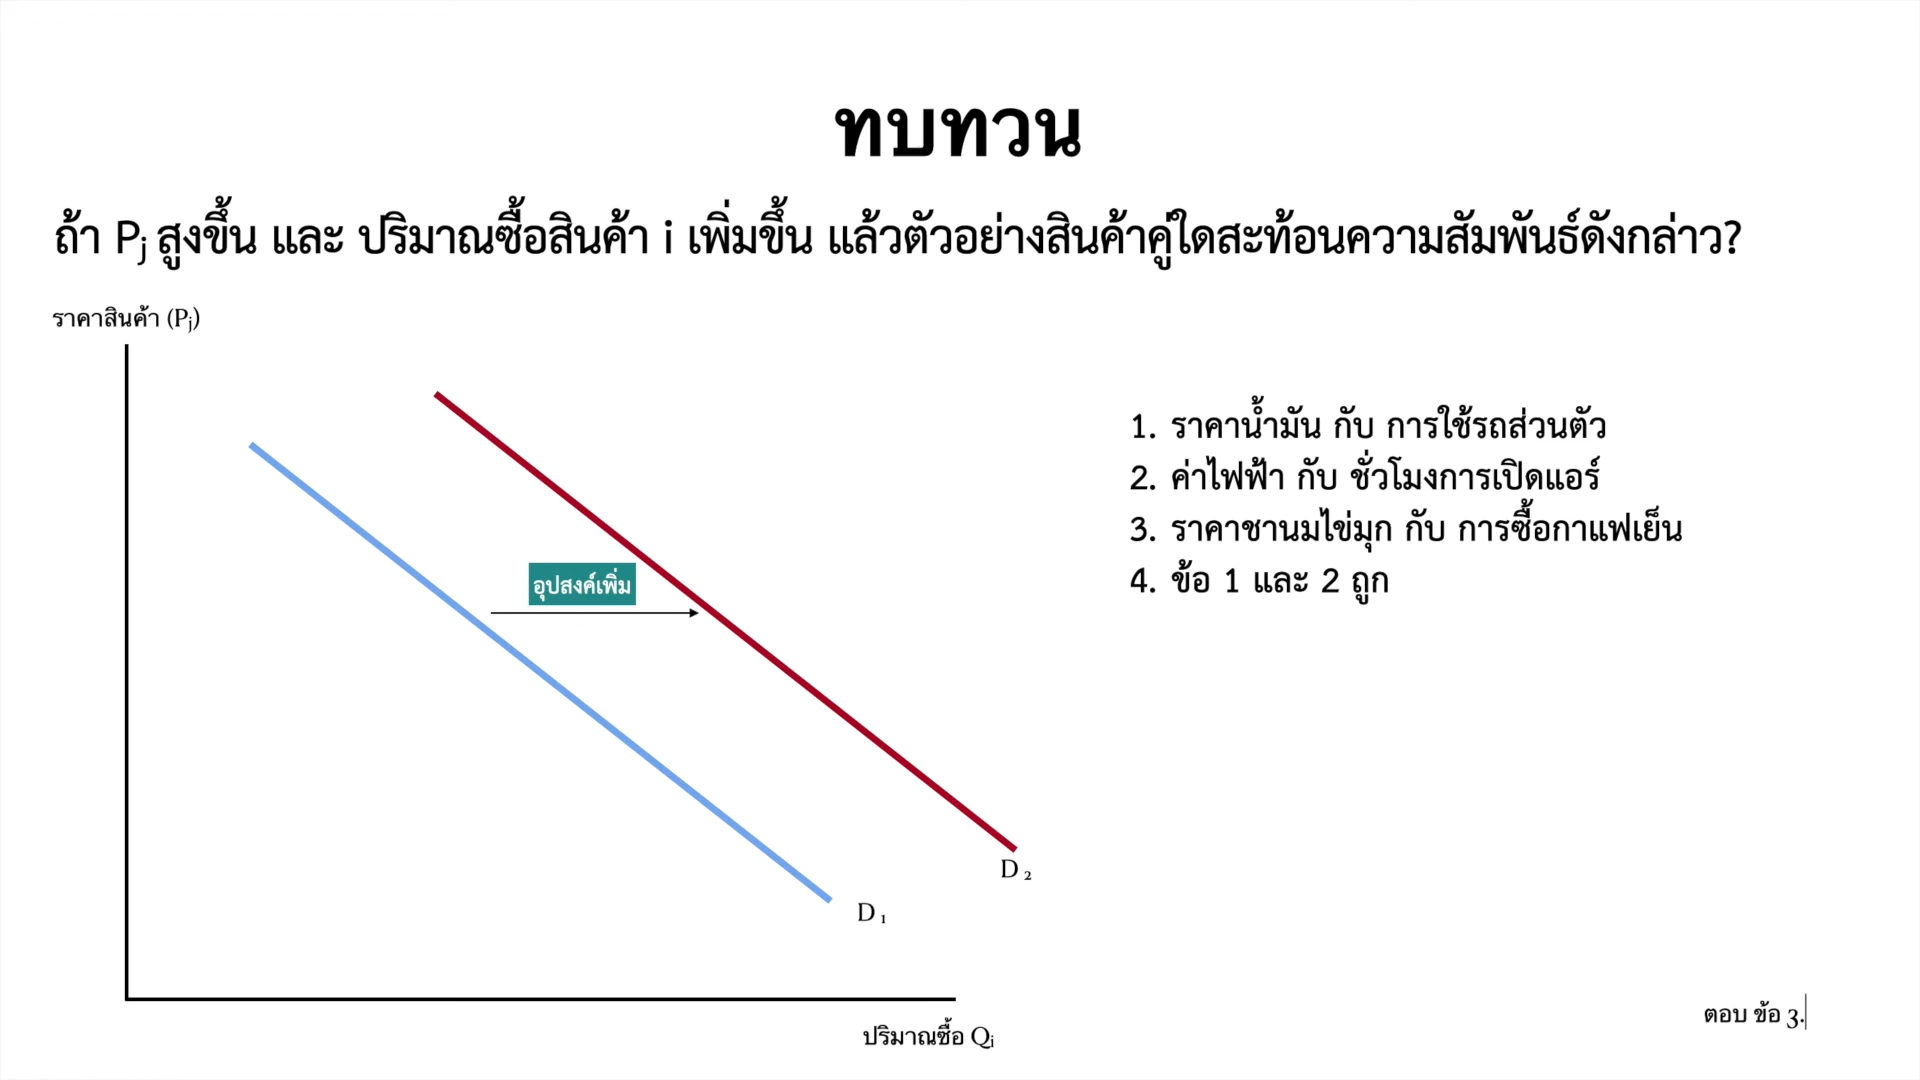 ทบทวน
ถ้า Pj สูงขึ้น และ ปริมาณซื้อสินค้า i เพิ่มขึ้น แล้วตัวอย่างสินค้าคู่ใดสะท้อนความสัมพันธ์ดังกล่าว?
ราคาสินค้า (Pj)
1. ราคาน้ำมัน กับ การใช้รถส่วนตัว
2. ค่าไฟฟ้า กับ ชั่วโมงการเปิดแอร์
3. ราคาชานมไข่มุก กับ การซื้อกาแฟเย็น
4. ข้อ 1 และ 2 ถูก
อุปสงค์เพิ่ม
D 2
D 1
ปริมาณซื้อ Qi
ตอบ ข้อ 3.